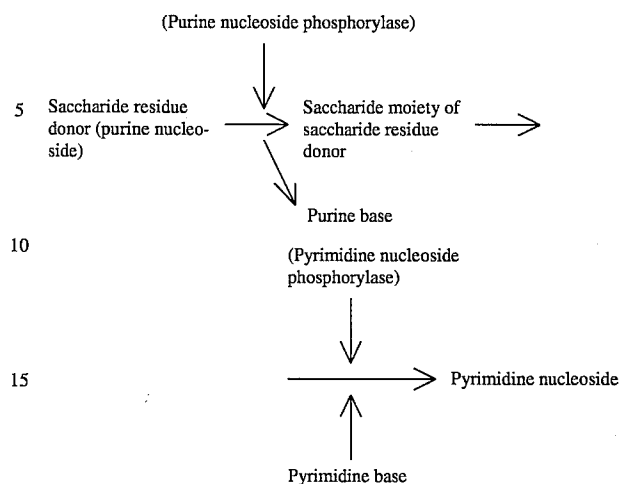 (Purine nucleoside phosphorylase)
5 Saccharide residue
donor (purine nucleo-
side)
Saccharide moiety of
saccharide residue
donor
Purine base
10
(Pyrimidine nucleoside
phosphorylase)
15
Pyrimidine nucleoside
Pyrimidine base